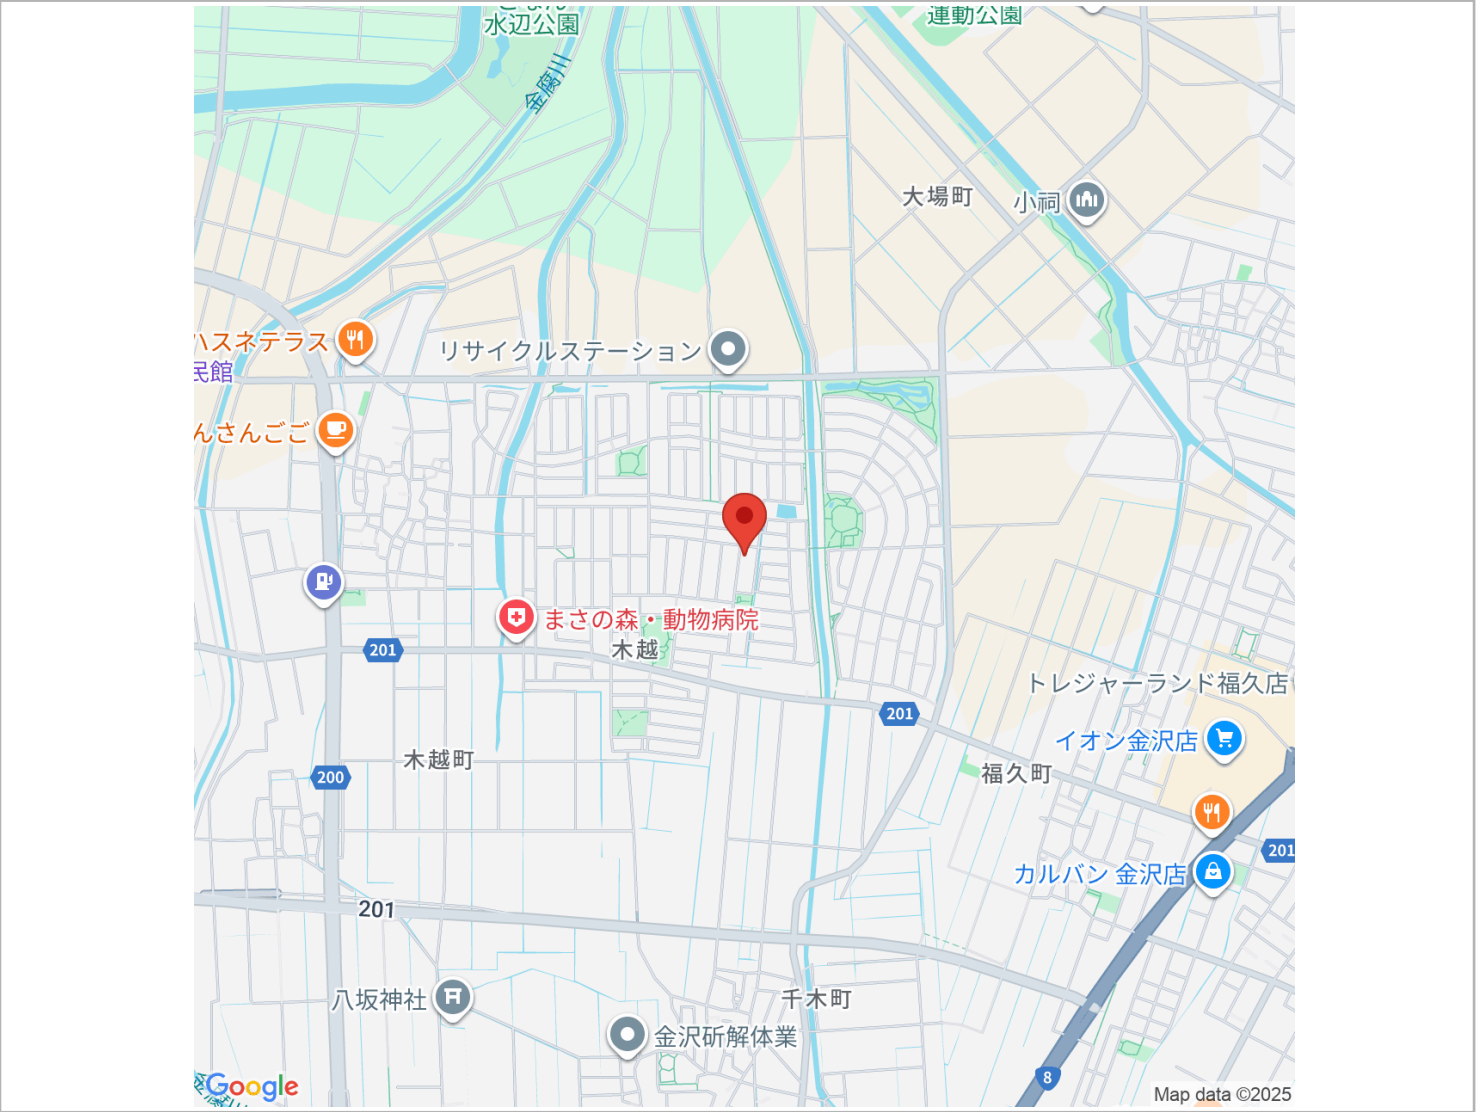 水辺公園
運動公園
金腐川
大場町
小祠
ハスネテラス
リサイクルステーション
民館
んさんごご
まさの森・動物病院
木越
201
トレジャーランド福久店
201
イオン金沢店
木越町
福久町
200
201
カルバン 金沢店
201
八坂神社
千木町
金沢斫解体業
8
Google
Map data ©2025